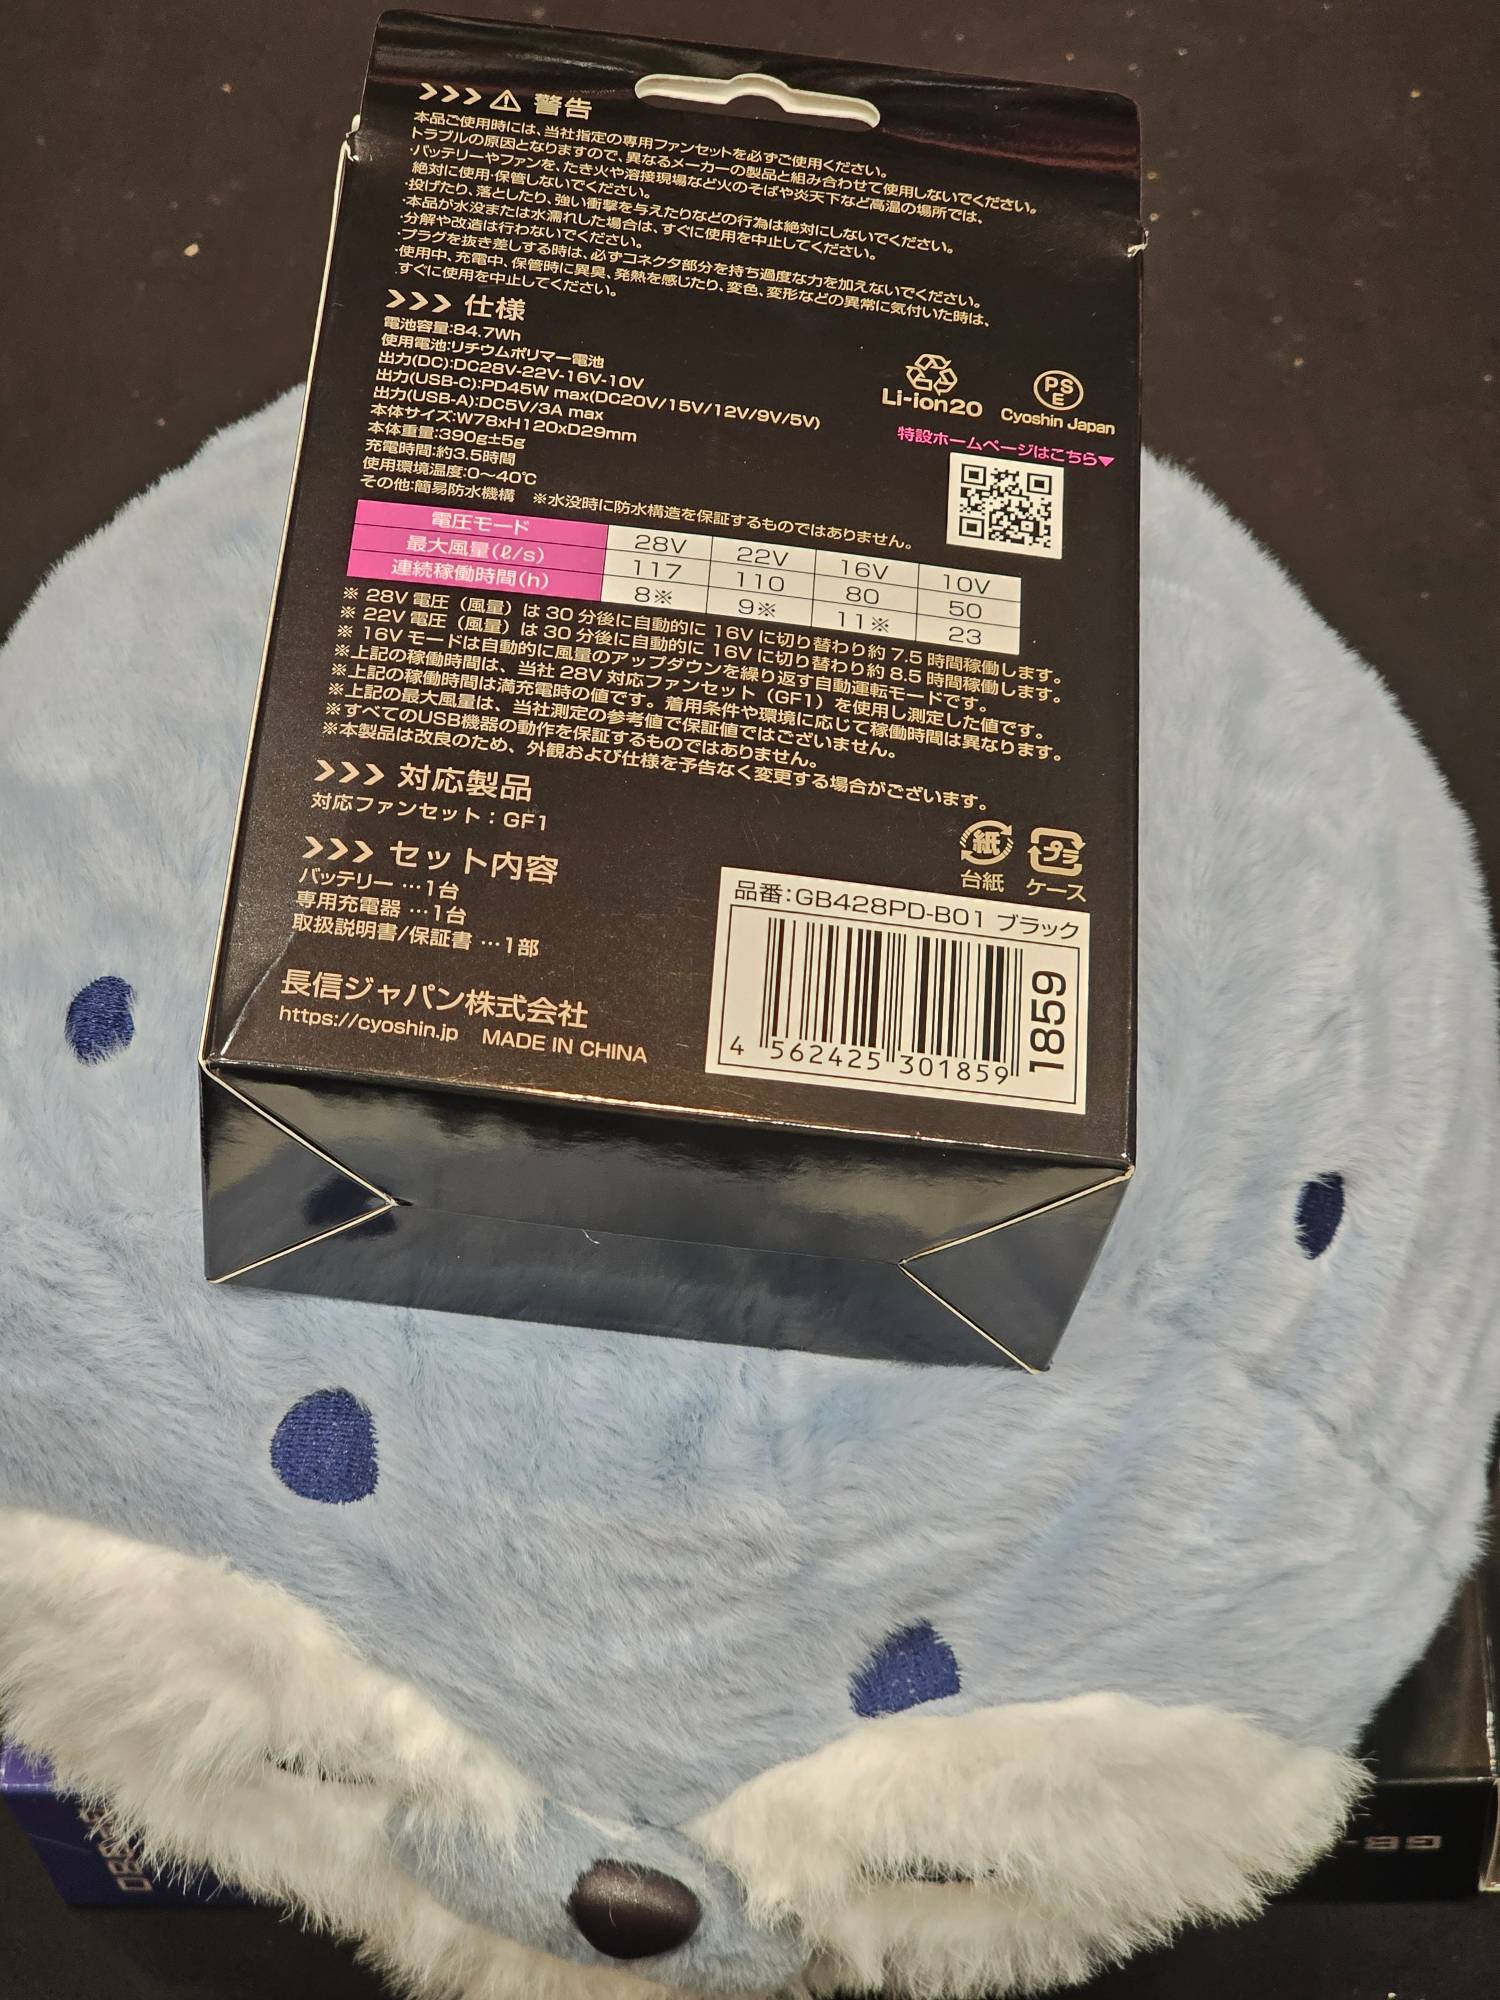 >>>⚠ 警告
本品ご使用時には、当社指定の専用ファンセットを必ずご使用ください。
トラブルの原因となりますので、異なるメーカーの製品と組み合わせて使用しないでください。
・バッテリーやファンを、たき火や溶接現場など火のそばや炎天下など高温の場所では、
絶対に使用・保管しないでください。
・投げたり、落としたり、強い衝撃を与えたりなどの行為は絶対にしないでください。
・本品が水没または水濡れした場合は、すぐに使用を中止してください。
・分解や改造は行わないでください。
・プラグを抜き差しする時は、必ずコネクタ部分を持ち過度な力を加えないでください。
・使用中、充電中、保管時に異臭、発熱を感じたり、変色、変形などの異常に気付いた時は、
すぐに使用を中止してください。
>>> 仕様
電池容量:84.7Wh
使用電池:リチウムポリマー電池
出力(DC):DC28V-22V-16V-10V
出力(USB-C):PD45W max(DC20V/15V/12V/9V/5V)
出力(USB-A):DC5V/3A max
本体サイズ:W78xH120xD29mm
本体重量:390g±5g
充電時間:約3.5時間
使用環境温度:0～40℃
その他:簡易防水機構 ※水没時に防水構造を保証するものではありません。
Li-ion20
PSE
Cyoshin Japan
特設ホームページはこちら▼
電圧モード 28V 22V 16V 10V
最大風量(ℓ/s) 117 110 80 50
連続稼働時間(h) 8※ 9※ 11※ 23
※ 28V 電圧（風量）は 30 分後に自動的に 16V に切り替わり約 7.5 時間稼働します。
※ 22V 電圧（風量）は 30 分後に自動的に 16V に切り替わり約 8.5 時間稼働します。
※ 16V モードは自動的に風量のアップダウンを繰り返す自動運転モードです。
※上記の稼働時間は、当社 28V 対応ファンセット（GF1）を使用し測定した値です。
※上記の稼働時間は満充電時の値です。着用条件や環境に応じて稼働時間は異なります。
※上記の最大風量は、当社測定の参考値で保証値ではございません。
※すべてのUSB機器の動作を保証するものではありません。
※本製品は改良のため、外観および仕様を予告なく変更する場合がございます。
>>> 対応製品
対応ファンセット：GF1
>>> セット内容
バッテリー …1台
専用充電器 …1台
取扱説明書/保証書 …1部
紙
台紙
プラ
ケース
品番:GB428PD-B01 ブラック
4 562425 301859
1859
長信ジャパン株式会社
https://cyoshin.jp MADE IN CHINA